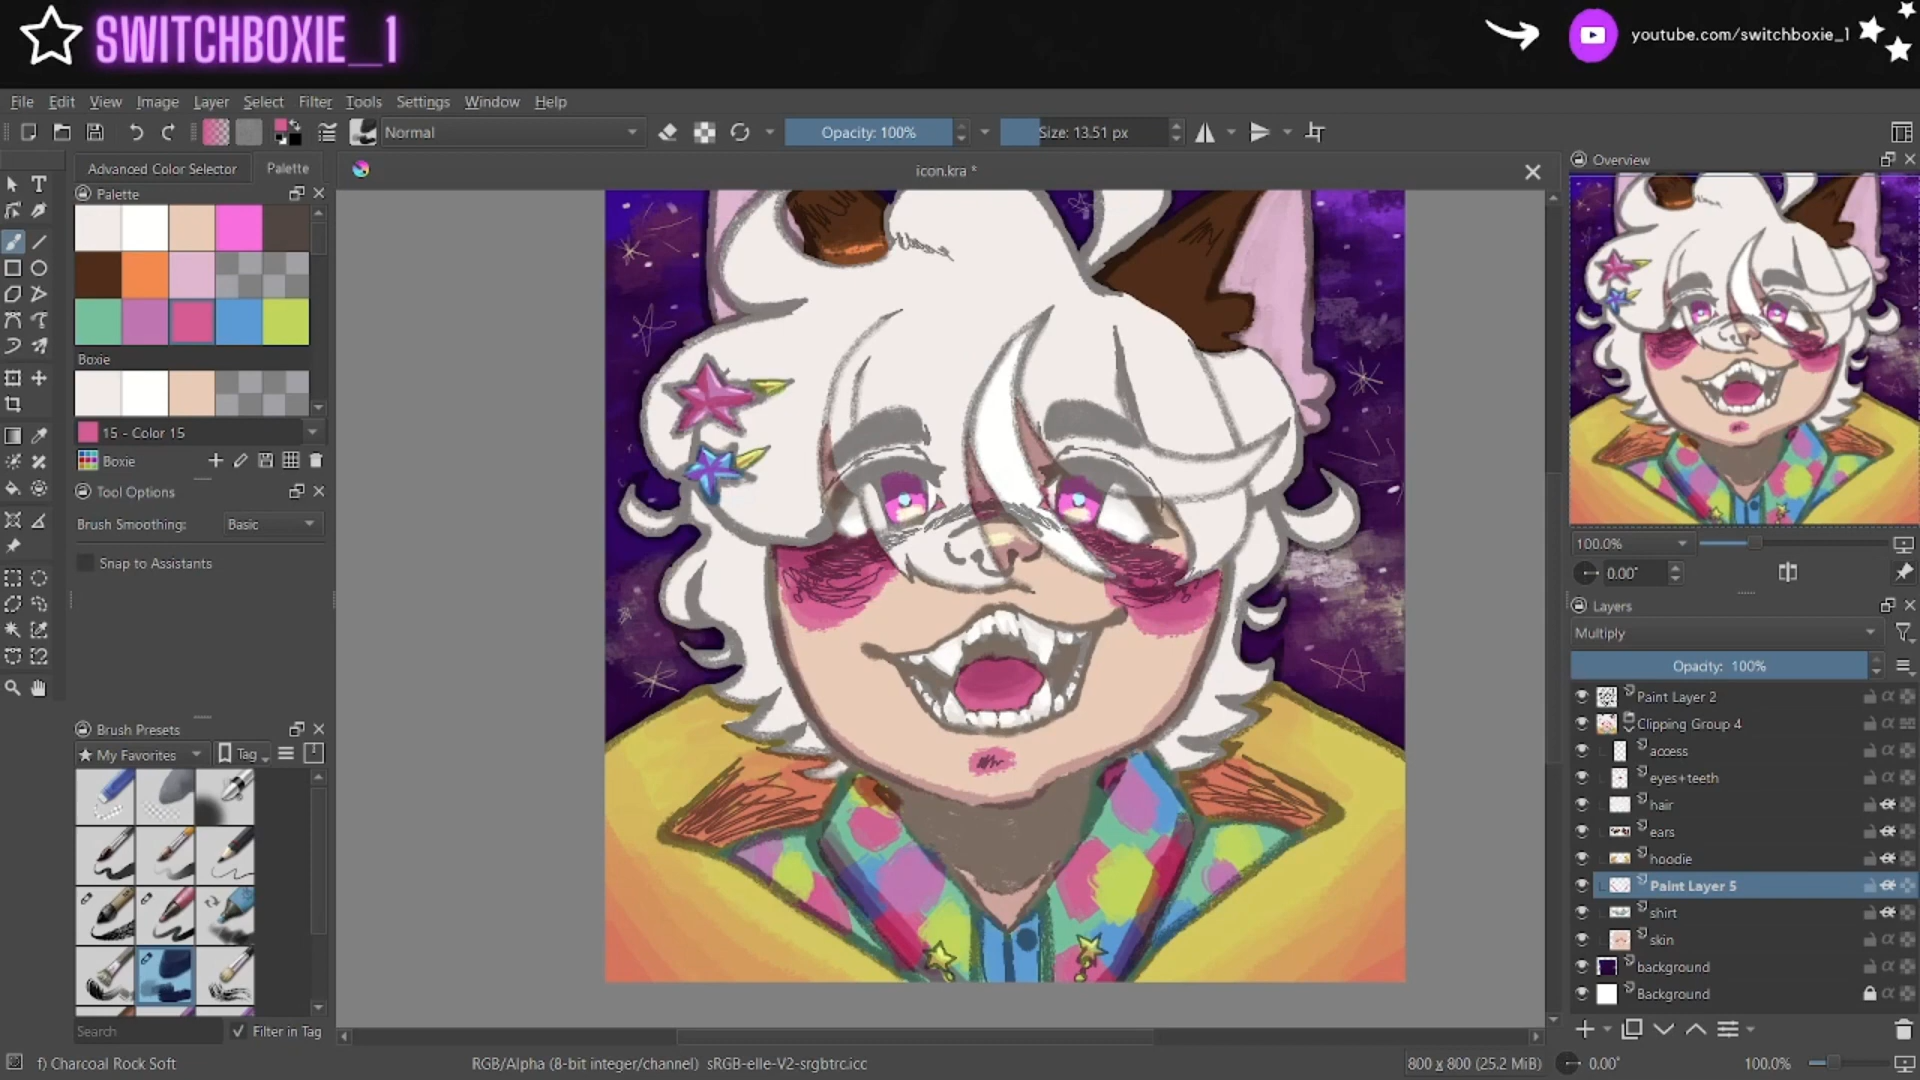 SWITCHBOXIE_1
youtube.com/switchboxie_1
File Edit View Image Layer Select Filter Tools Settings Window Help
Normal
Opacity: 100%
Size: 13.51 px
Advanced Color Selector
Palette
icon.kra *
Overview
Palette
Boxie
15 - Color 15
Boxie
Tool Options
Brush Smoothing:
Basic
Snap to Assistants
100.0%
0.00°
Layers
Multiply
Opacity: 100%
Paint Layer 2
Clipping Group 4
access
eyes+teeth
hair
ears
hoodie
Paint Layer 5
shirt
skin
background
Background
Brush Presets
My Favorites
Tag
Search
Filter in Tag
f) Charcoal Rock Soft
RGB/Alpha (8-bit integer/channel) sRGB-elle-V2-srgbtrc.icc
800 x 800 (25.2 MiB)
0.00°
100.0%